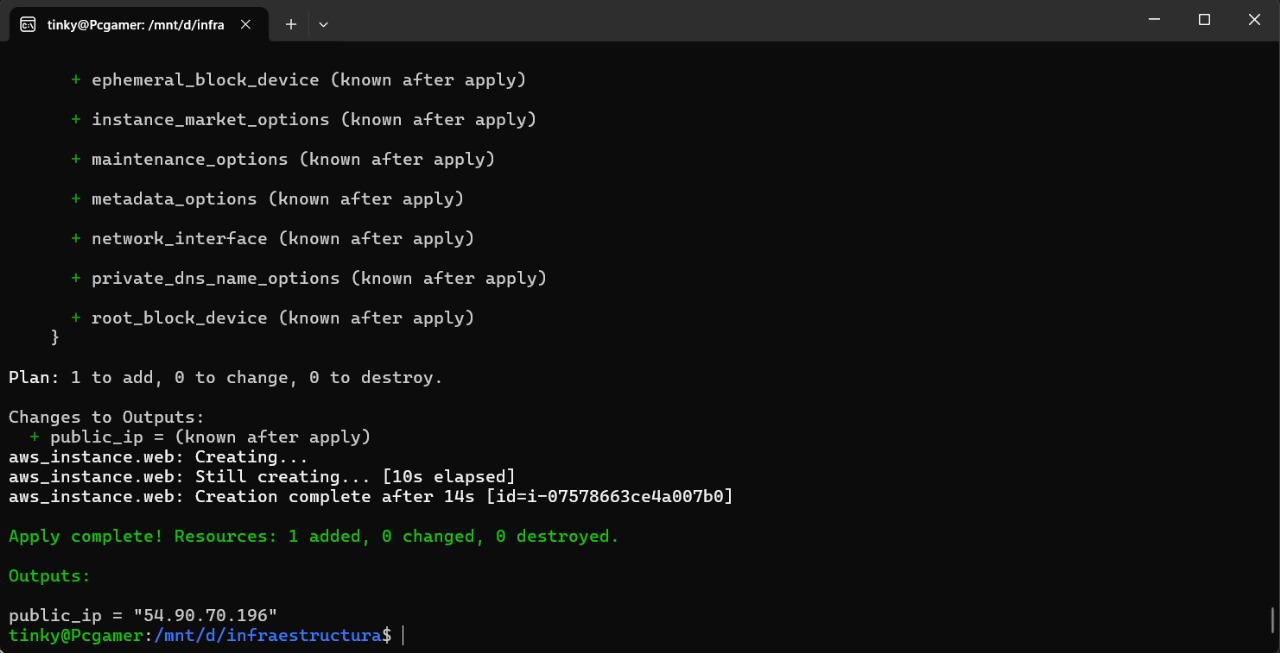 tinky@Pcgamer: /mnt/d/infra
+ ephemeral_block_device (known after apply)
+ instance_market_options (known after apply)
+ maintenance_options (known after apply)
+ metadata_options (known after apply)
+ network_interface (known after apply)
+ private_dns_name_options (known after apply)
+ root_block_device (known after apply)
}
Plan: 1 to add, 0 to change, 0 to destroy.
Changes to Outputs:
+ public_ip = (known after apply)
aws_instance.web: Creating...
aws_instance.web: Still creating... [10s elapsed]
aws_instance.web: Creation complete after 14s [id=i-07578663ce4a007b0]
Apply complete! Resources: 1 added, 0 changed, 0 destroyed.
Outputs:
public_ip = "54.90.70.196"
tinky@Pcgamer:/mnt/d/infraestructura$